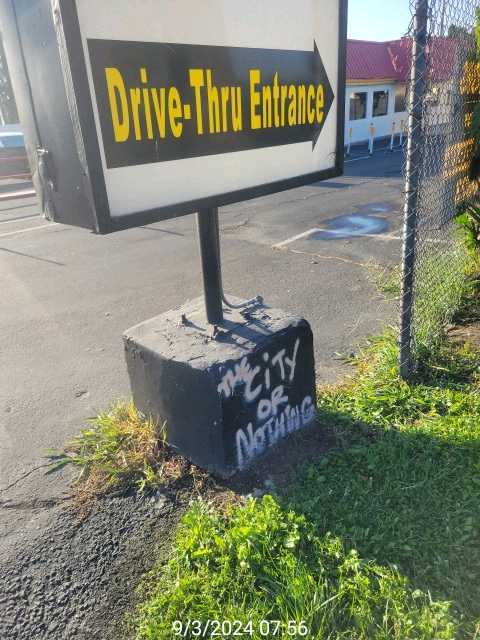 Drive-Thru Entrance
THE
CiTY
OR
NOTHING
9/3/2024 07:56